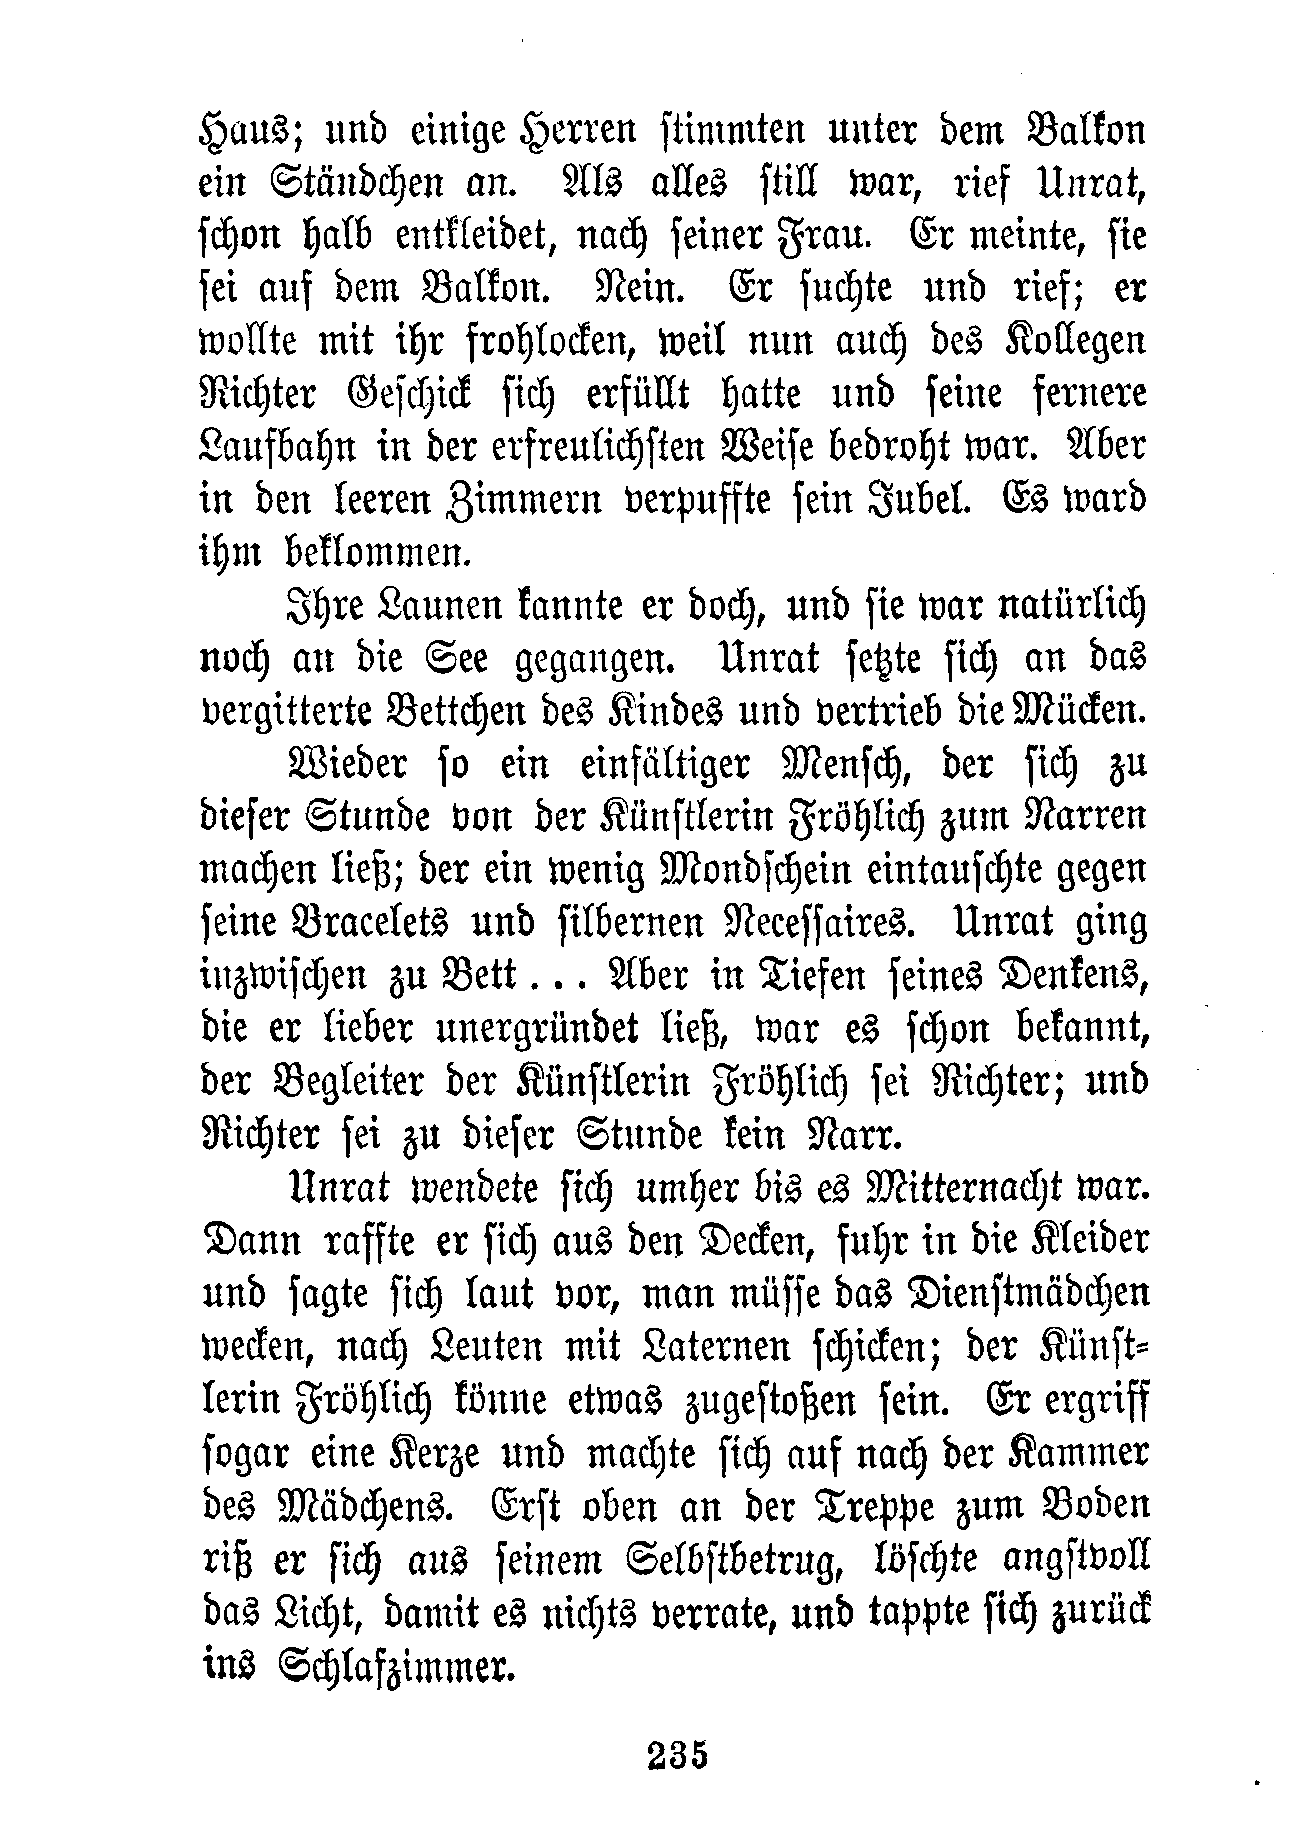 Haus; und einige Herren stimmten unter dem Balkon
ein Ständchen an. Als alles still war, rief Unrat,
schon halb entkleidet, nach seiner Frau. Er meinte, sie
sei auf dem Balkon. Nein. Er suchte und rief; er
wollte mit ihr frohlocken, weil nun auch des Kollegen
Richter Geschick sich erfüllt hatte und seine fernere
Laufbahn in der erfreulichsten Weise bedroht war. Aber
in den leeren Zimmern verpuffte sein Jubel. Es ward
ihm beklommen.
Ihre Launen kannte er doch, und sie war natürlich
noch an die See gegangen. Unrat setzte sich an das
vergitterte Bettchen des Kindes und vertrieb die Mücken.
Wieder so ein einfältiger Mensch, der sich zu
dieser Stunde von der Künstlerin Fröhlich zum Narren
machen ließ; der ein wenig Mondschein eintauschte gegen
seine Bracelets und silbernen Necessaires. Unrat ging
inzwischen zu Bett . . . Aber in Tiefen seines Denkens,
die er lieber unergründet ließ, war es schon bekannt,
der Begleiter der Künstlerin Fröhlich sei Richter; und
Richter sei zu dieser Stunde kein Narr.
Unrat wendete sich umher bis es Mitternacht war.
Dann raffte er sich aus den Decken, fuhr in die Kleider
und sagte sich laut vor, man müsse das Dienstmädchen
wecken, nach Leuten mit Laternen schicken; der Künst=
lerin Fröhlich könne etwas zugestoßen sein. Er ergriff
sogar eine Kerze und machte sich auf nach der Kammer
des Mädchens. Erst oben an der Treppe zum Boden
riß er sich aus seinem Selbstbetrug, löschte angstvoll
das Licht, damit es nichts verrate, und tappte sich zurück
ins Schlafzimmer.
235